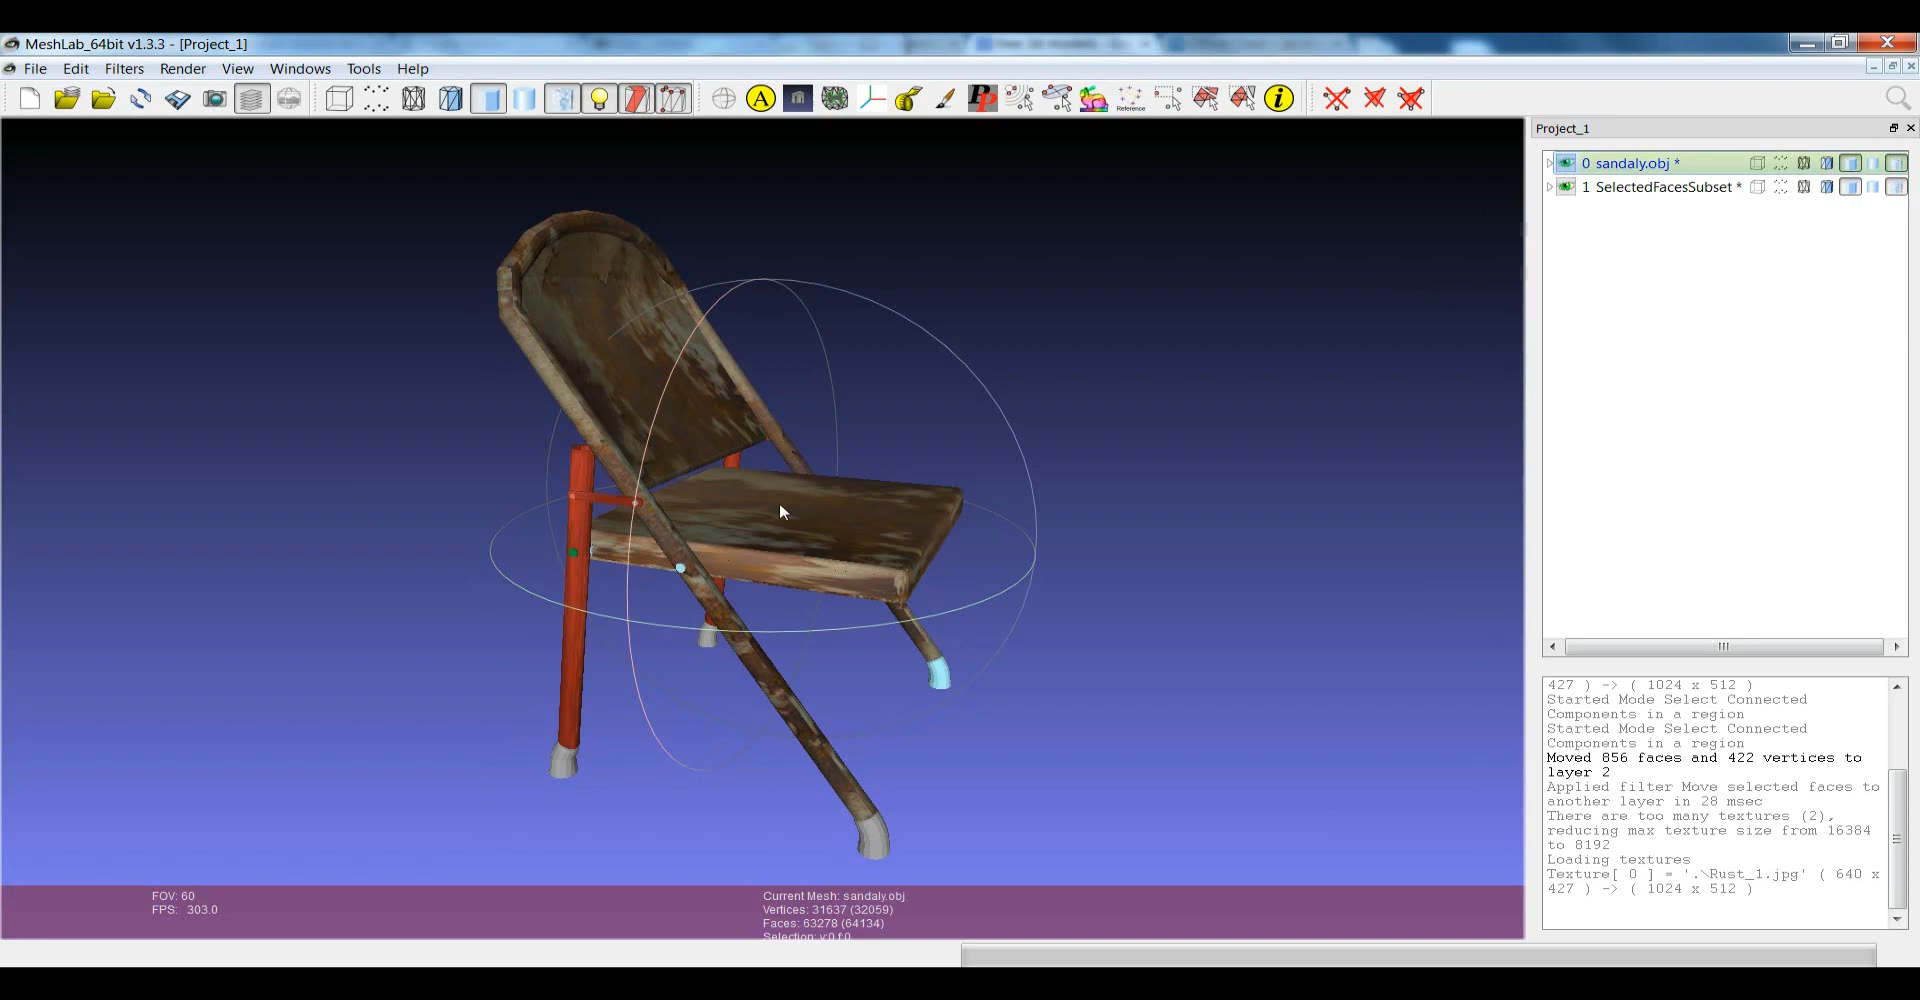 MeshLab_64bit v1.3.3 - [Project_1]
File Edit Filters Render View Windows Tools Help
A
PP
Reference
i
Project_1
0 sandaly.obj *
1 SelectedFacesSubset *
427 ) -> ( 1024 x 512 )
Started Mode Select Connected
Components in a region
Started Mode Select Connected
Components in a region
Moved 856 faces and 422 vertices to
layer 2
Applied filter Move selected faces to
another layer in 28 msec
There are too many textures (2),
reducing max texture size from 16384
to 8192
Loading textures
Texture[ 0 ] = '.\Rust_1.jpg' ( 640 x
427 ) -> ( 1024 x 512 )
FOV: 60
FPS: 303.0
Current Mesh: sandaly.obj
Vertices: 31637 (32059)
Faces: 63278 (64134)
Selection: v:0 f:0